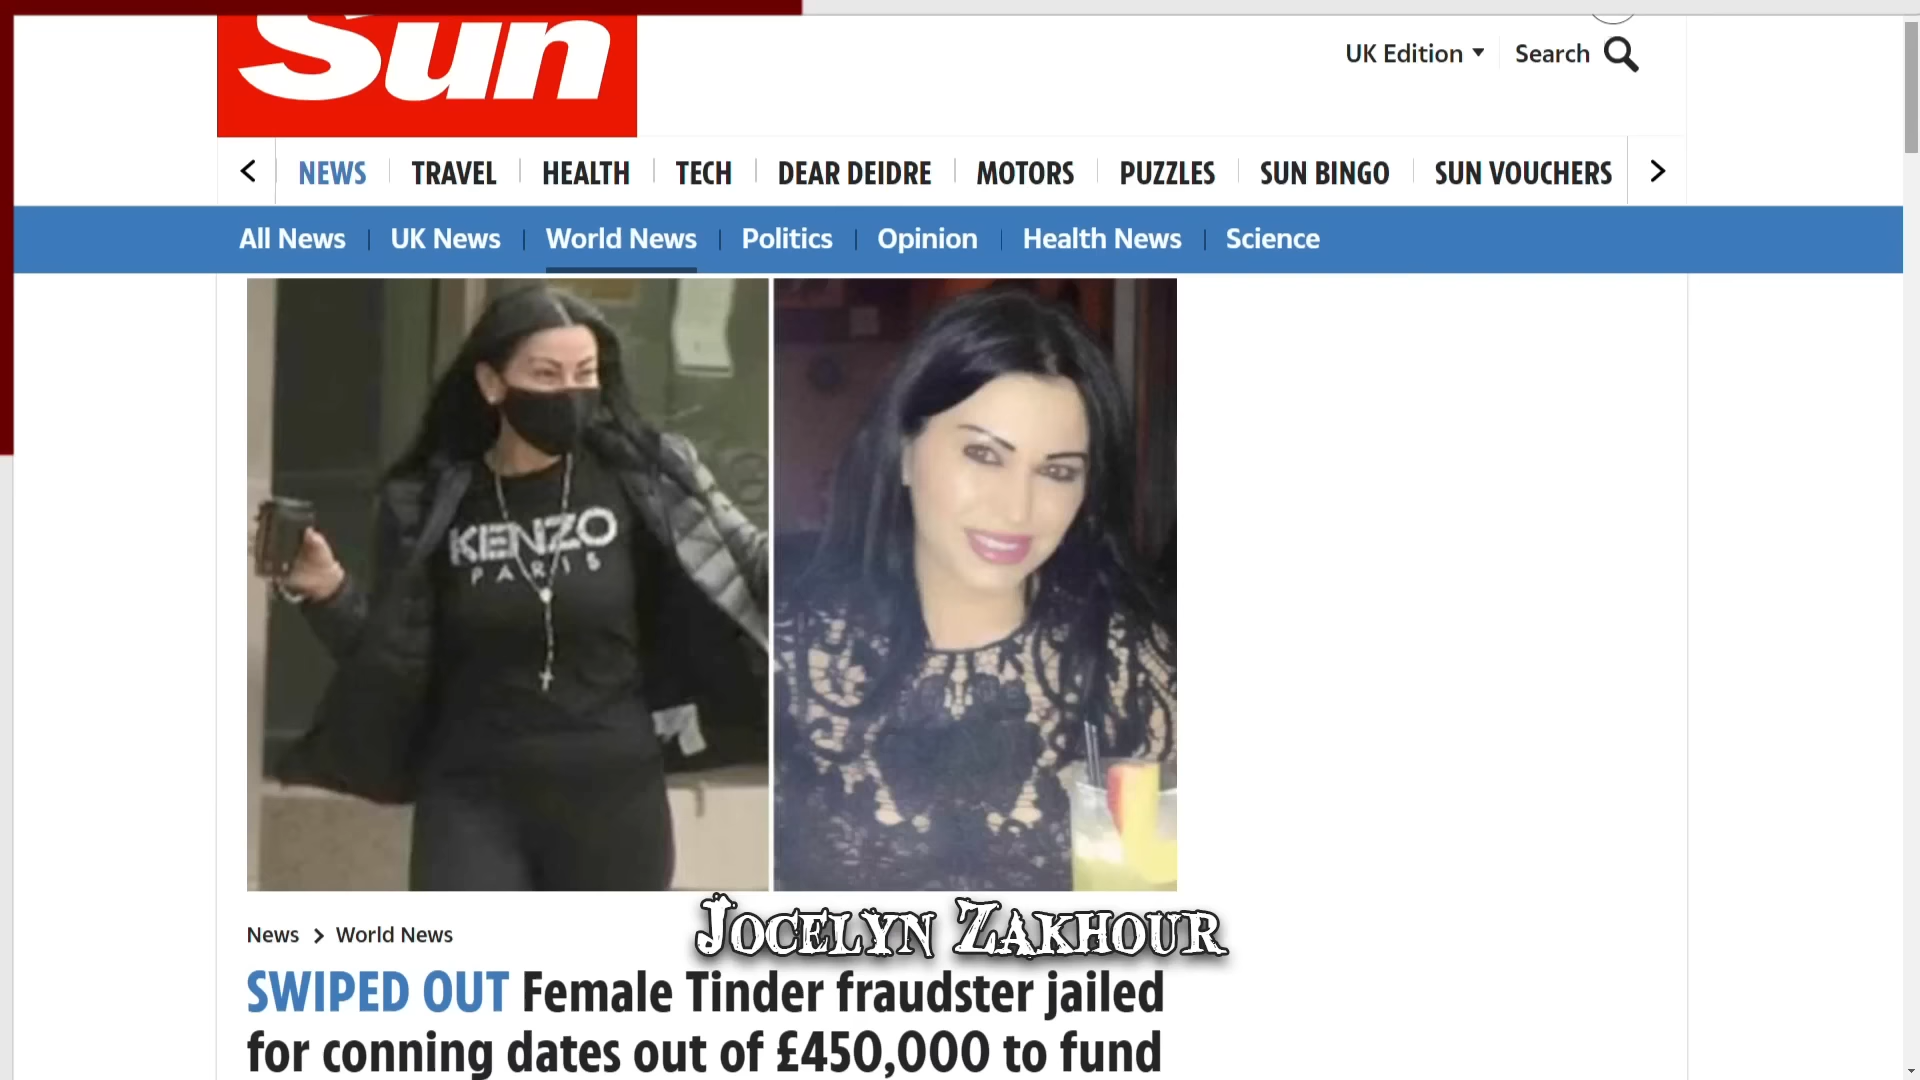 Sun
UK Edition
Search
NEWS
TRAVEL
HEALTH
TECH
DEAR DEIDRE
MOTORS
PUZZLES
SUN BINGO
SUN VOUCHERS
All News
UK News
World News
Politics
Opinion
Health News
Science
KENZO
PARIS
News > World News
Jocelyn Zakhour
SWIPED OUT Female Tinder fraudster jailed
for conning dates out of £450,000 to fund